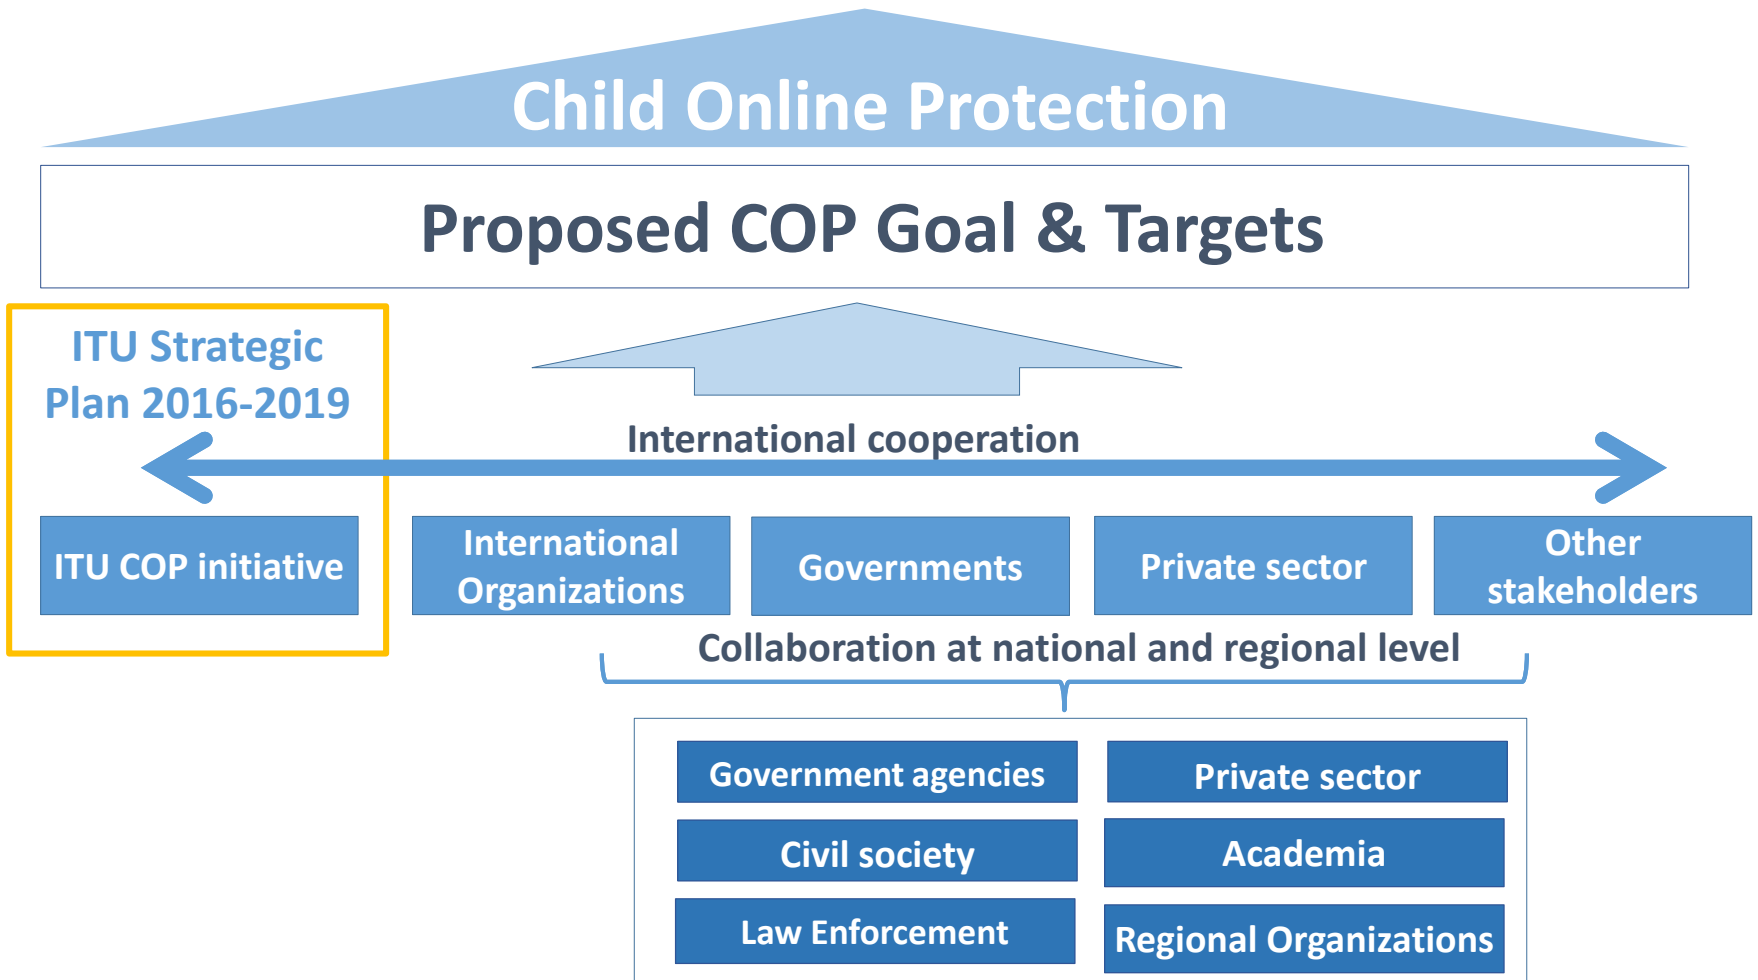 Child Online Protection
Proposed COP Goal & Targets
ITU Strategic
Plan 2016-2019
International cooperation
ITU COP initiative
International
Organizations
Governments
Private sector
Other
stakeholders
Collaboration at national and regional level
Government agencies
Private sector
Civil society
Academia
Law Enforcement
Regional Organizations